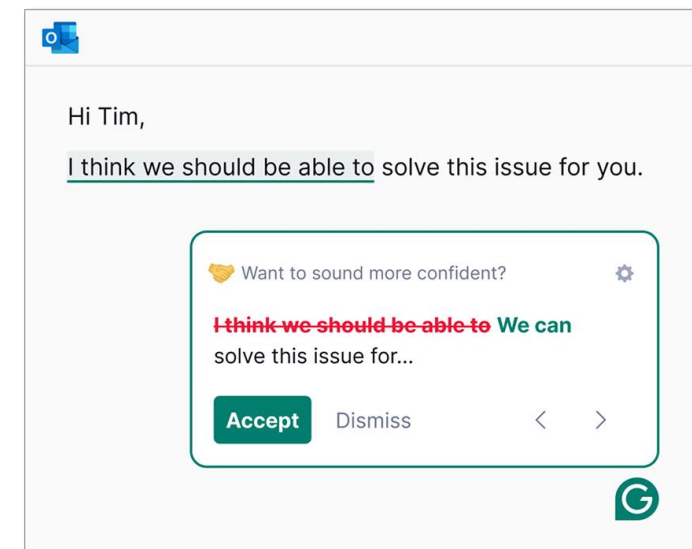 Hi Tim,
I think we should be able to solve this issue for you.
Want to sound more confident?
I think we should be able to We can
solve this issue for...
Accept Dismiss